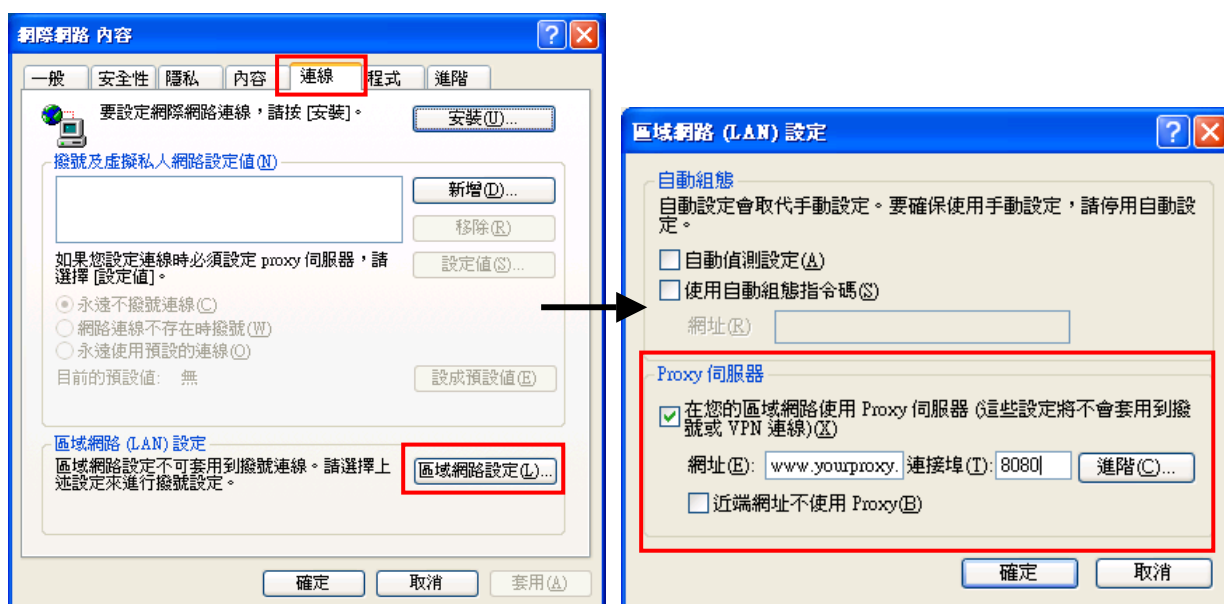 網際網路 內容
一般 安全性 隱私 內容 連線 程式 進階
要設定網際網路連線，請按 [安裝]。
安裝(U)...
撥號及虛擬私人網路設定值(N)
新增(D)...
移除(R)
如果您設定連線時必須設定 proxy 伺服器，請
選擇 [設定值]。
設定值(S)...
永遠不撥號連線(C)
網路連線不存在時撥號(W)
永遠使用預設的連線(O)
目前的預設值: 無
設成預設值(E)
區域網路 (LAN) 設定
區域網路設定不可套用到撥號連線。請選擇上
述設定來進行撥號設定。
區域網路設定(L)...
確定 取消 套用(A)
區域網路 (LAN) 設定
自動組態
自動設定會取代手動設定。要確保使用手動設定，請停用自動設
定。
自動偵測設定(A)
使用自動組態指令碼(S)
網址(R)
Proxy 伺服器
在您的區域網路使用 Proxy 伺服器 (這些設定將不會套用到撥
號或 VPN 連線)(X)
網址(E): www.yourproxy. 連接埠(T): 8080 進階(C)...
近端網址不使用 Proxy(B)
確定 取消